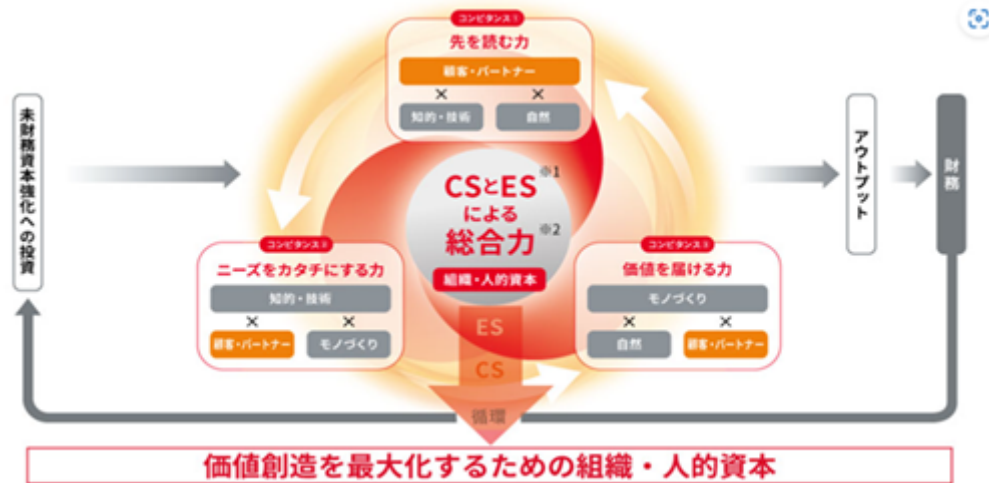 コンピタンス①
先を読む力
顧客・パートナー
×
×
知的・技術
自然
未財務資本強化への投資
CSとES※1
による
総合力※2
組織・人的資本
アウトプット
財務
コンピタンス②
ニーズをカタチにする力
知的・技術
×
×
顧客・パートナー
モノづくり
コンピタンス③
価値を届ける力
モノづくり
×
×
自然
顧客・パートナー
ES
CS
循環
価値創造を最大化するための組織・人的資本